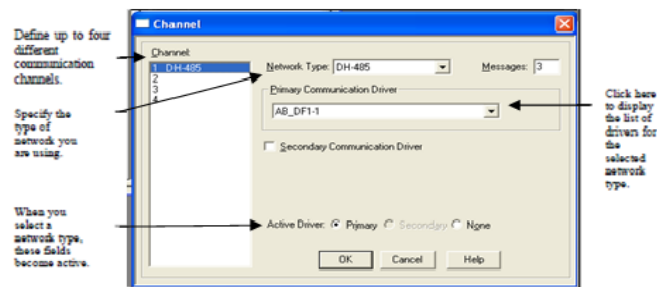 Channel
Define up to four
different
communication
channels.
Specify the
type of
network you
are using.
When you
select a
network type,
these fields
become active.
Channel:
1 DH-485
2
3
4
Network Type: DH-485
Messages: 3
Primary Communication Driver
AB_DF1-1
Secondary Communication Driver
Active Driver: Primary Secondary None
OK Cancel Help
Click here
to display
the list of
drivers for
the
selected
network
type.